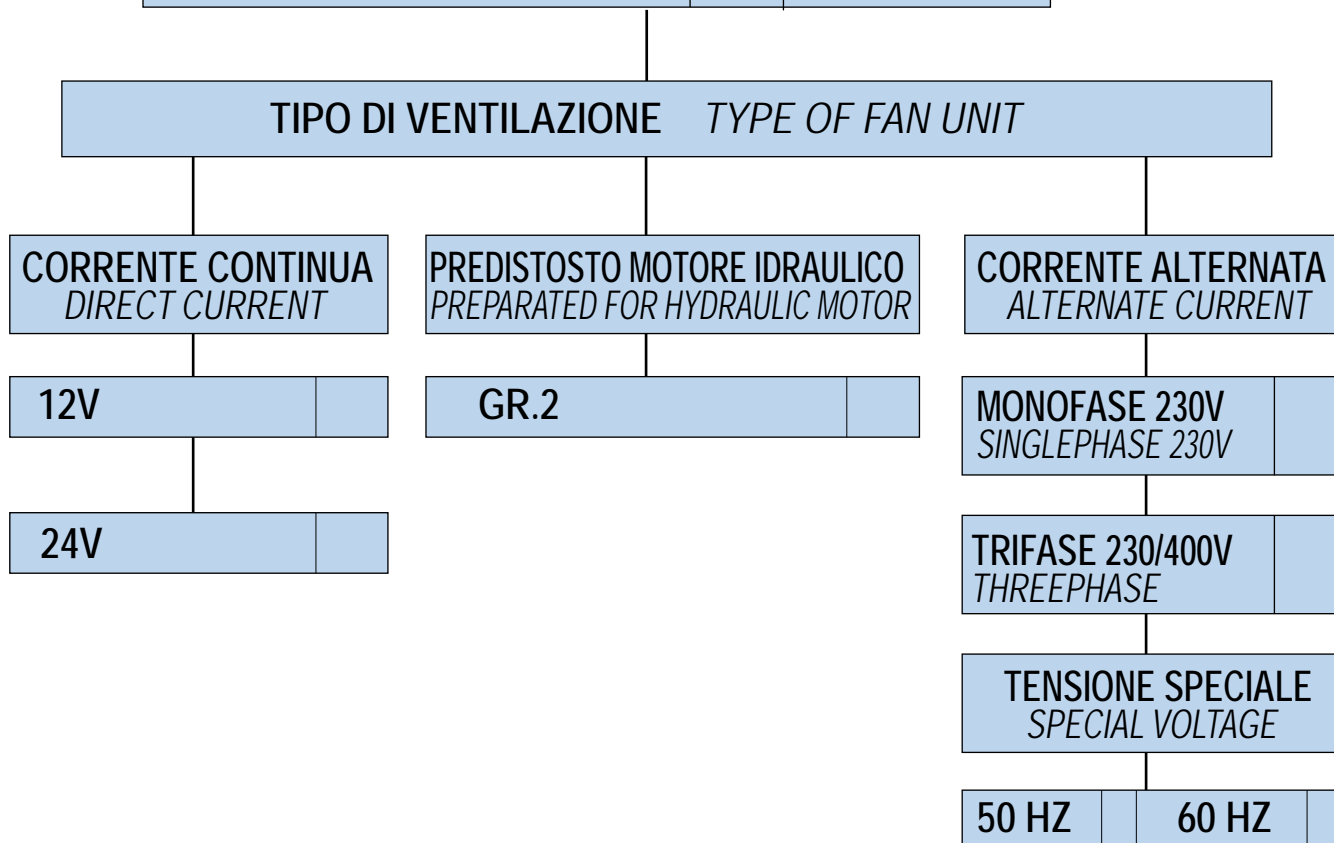 TIPO DI VENTILAZIONE TYPE OF FAN UNIT
CORRENTE CONTINUA
DIRECT CURRENT
PREDISTOSTO MOTORE IDRAULICO
PREPARATED FOR HYDRAULIC MOTOR
CORRENTE ALTERNATA
ALTERNATE CURRENT
12V
GR.2
MONOFASE 230V
SINGLEPHASE 230V
24V
TRIFASE 230/400V
THREEPHASE
TENSIONE SPECIALE
SPECIAL VOLTAGE
50 HZ 60 HZ